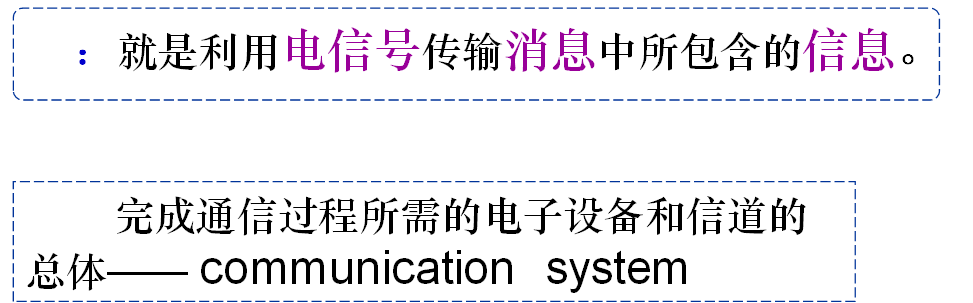 ：就是利用电信号传输消息中所包含的信息。
完成通信过程所需的电子设备和信道的
总体—— communication system